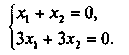 x₁ + x₂ = 0,
3x₁ + 3x₂ = 0.